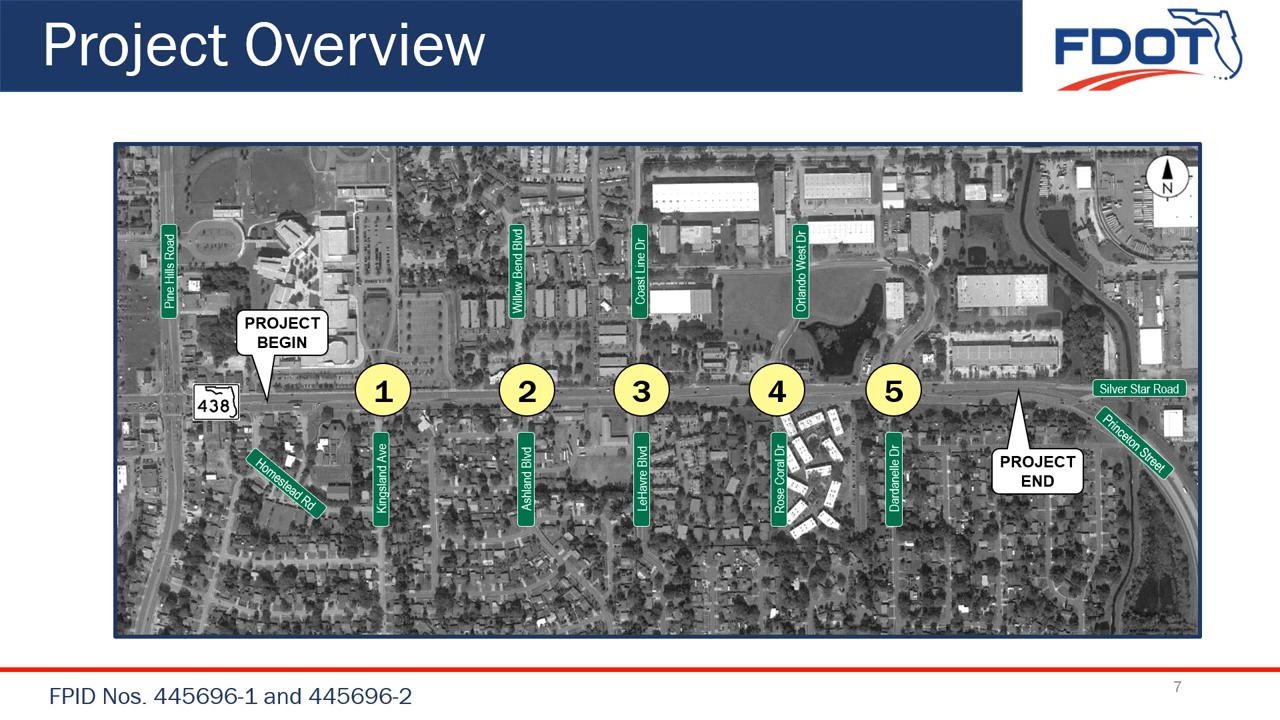 Project Overview
FDOT
N
Pine Hills Road
Willow Bend Blvd
Coast Line Dr
Orlando West Dr
PROJECT
BEGIN
438
1
2
3
4
5
Silver Star Road
Homestead Rd
Kingsland Ave
Ashland Blvd
LeHavre Blvd
Rose Coral Dr
Dardanelle Dr
PROJECT
END
Princeton Street
FPID Nos. 445696-1 and 445696-2
7